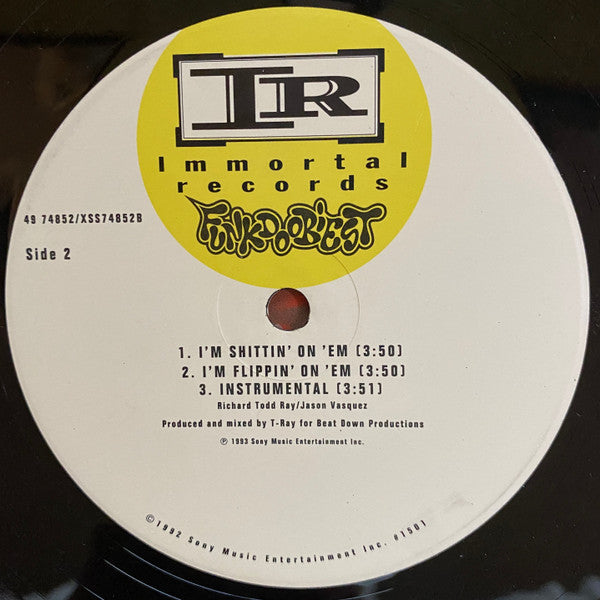 IR
Immortal
records
FUNKDOOBIEST
49 74852/XSS74852B
Side 2
1. I'M SHITTIN' ON 'EM (3:50)
2. I'M FLIPPIN' ON 'EM (3:50)
3. INSTRUMENTAL (3:51)
Richard Todd Ray/Jason Vasquez
Produced and mixed by T-Ray for Beat Down Productions
℗ 1993 Sony Music Entertainment Inc.
©1992 Sony Music Entertainment Inc. #1501